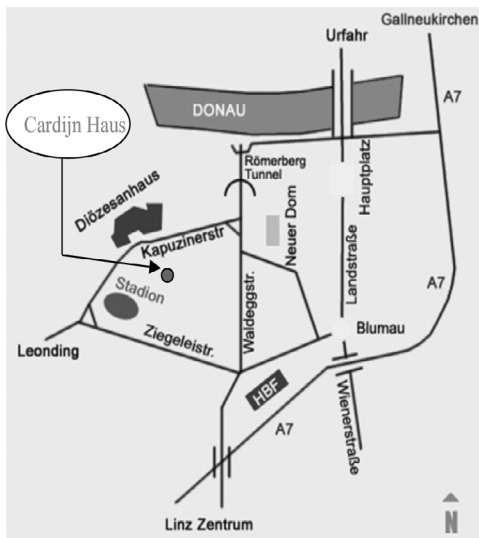 Gallneukirchen
Urfahr
A7
DONAU
Cardijn Haus
Römerberg
Tunnel
Hauptplatz
Diözesanhaus
Neuer Dom
Kapuzinerstr
Landstraße
Stadion
A7
Waldeggstr.
Blumau
Ziegeleistr.
Leonding
HBF
Wienerstraße
A7
Linz Zentrum
N